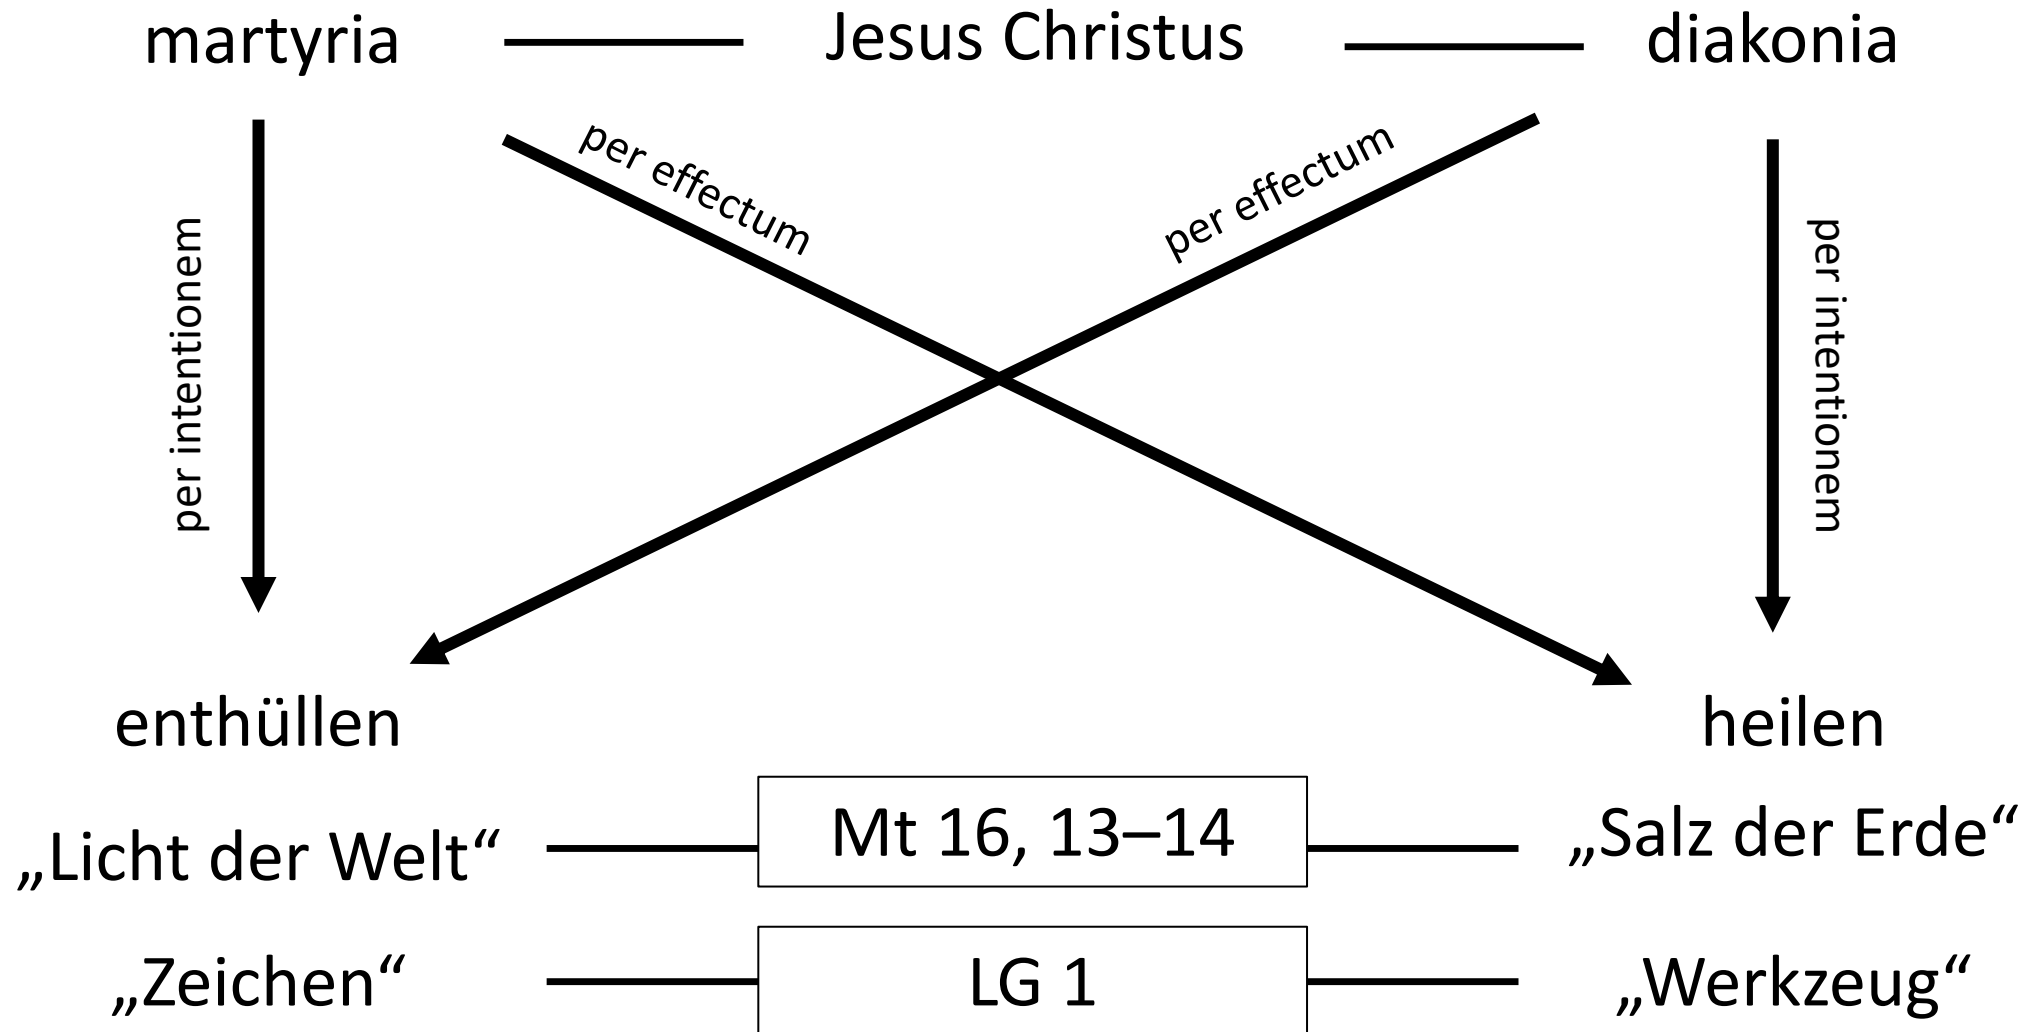 martyria
Jesus Christus
diakonia
per effectum
per effectum
per intentionem
per intentionem
enthüllen
heilen
„Licht der Welt“
Mt 16, 13–14
„Salz der Erde“
„Zeichen“
LG 1
„Werkzeug“